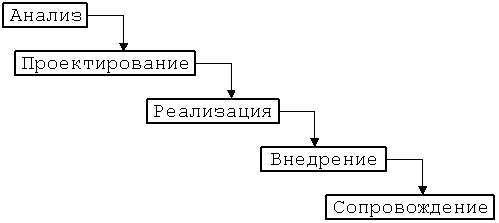 Анализ
Проектирование
Реализация
Внедрение
Сопровождение